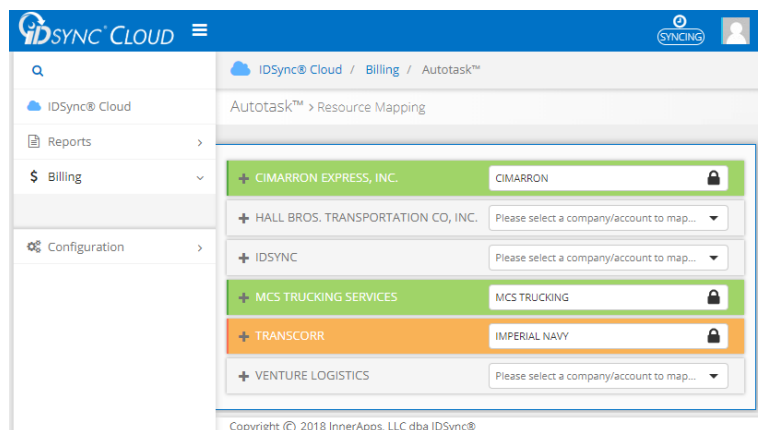 iDSYNC® CLOUD
SYNCING
IDSync® Cloud / Billing / Autotask™
IDSync® Cloud
Autotask™ > Resource Mapping
Reports
$ Billing
CIMARRON EXPRESS, INC. CIMARRON
HALL BROS. TRANSPORTATION CO, INC. Please select a company/account to map...
Configuration
IDSYNC Please select a company/account to map...
MCS TRUCKING SERVICES MCS TRUCKING
TRANSCORR IMPERIAL NAVY
VENTURE LOGISTICS Please select a company/account to map...
Copyright © 2018 InnerApps, LLC dba IDSync®